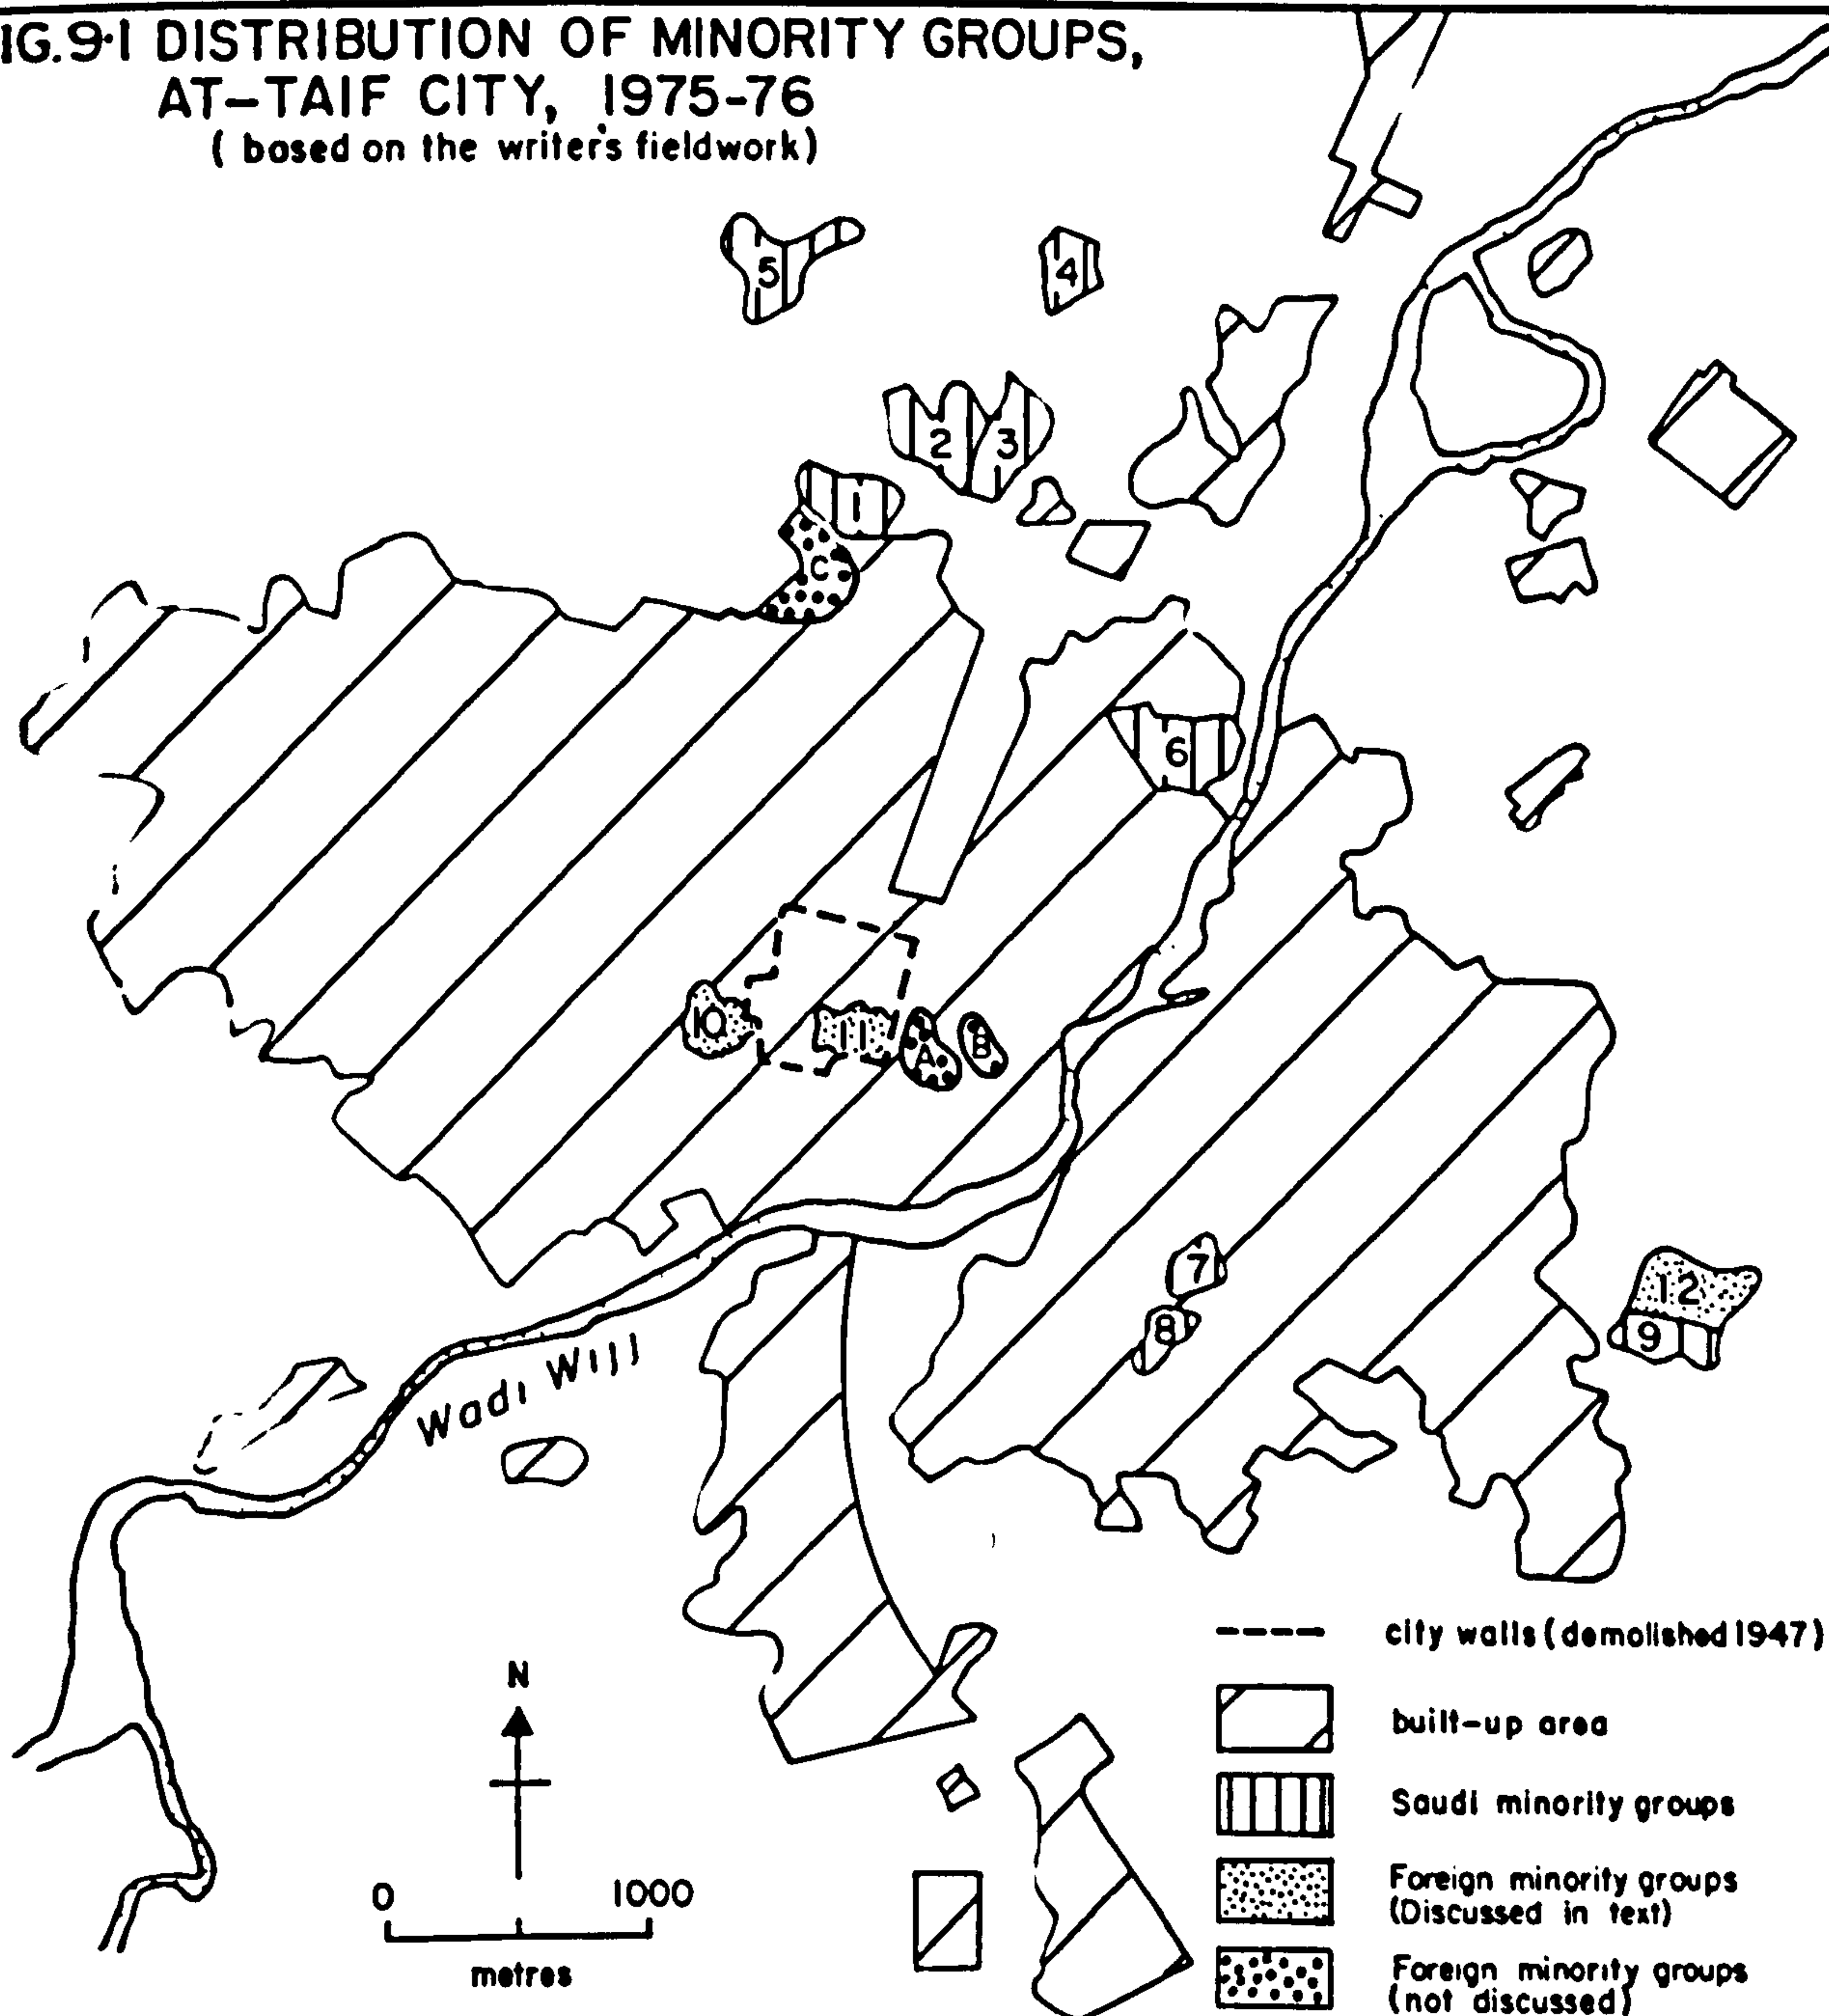 IG.9·1 DISTRIBUTION OF MINORITY GROUPS,
AT-TAIF CITY, 1975-76
( based on the writer's fieldwork)
5
4
2
3
1
C
6
10
11
A
B
7
8
12
9
Wadi Wijj
N
0 1000
metres
city walls (demolished 1947)
built-up area
Saudi minority groups
Foreign minority groups
(Discussed in text)
Foreign minority groups
(not discussed)